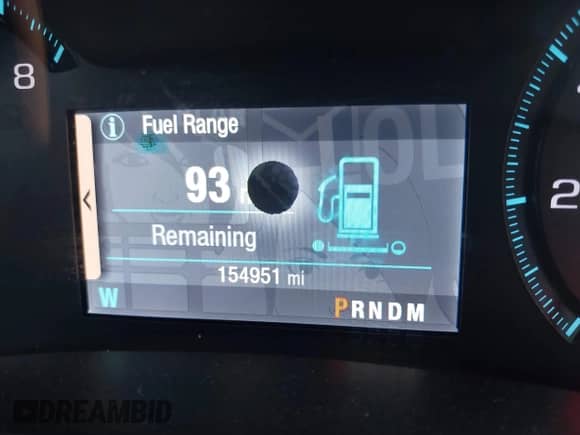 8
Fuel Range
93
Remaining
154951 mi
W
PRNDM
2
DREAMBID